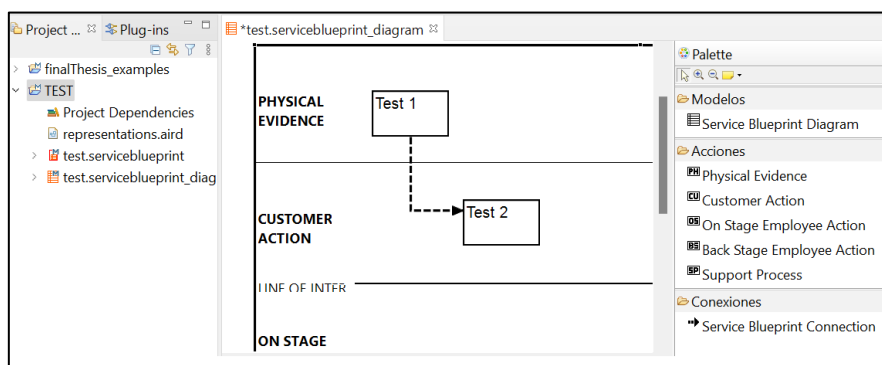 Project ...
Plug-ins
*test.serviceblueprint_diagram
finalThesis_examples
TEST
Project Dependencies
representations.aird
test.serviceblueprint
test.serviceblueprint_diag
PHYSICAL
EVIDENCE
Test 1
CUSTOMER
ACTION
Test 2
LINE OF INTER
ON STAGE
Palette
Modelos
Service Blueprint Diagram
Acciones
PH Physical Evidence
CU Customer Action
OS On Stage Employee Action
BS Back Stage Employee Action
SP Support Process
Conexiones
Service Blueprint Connection